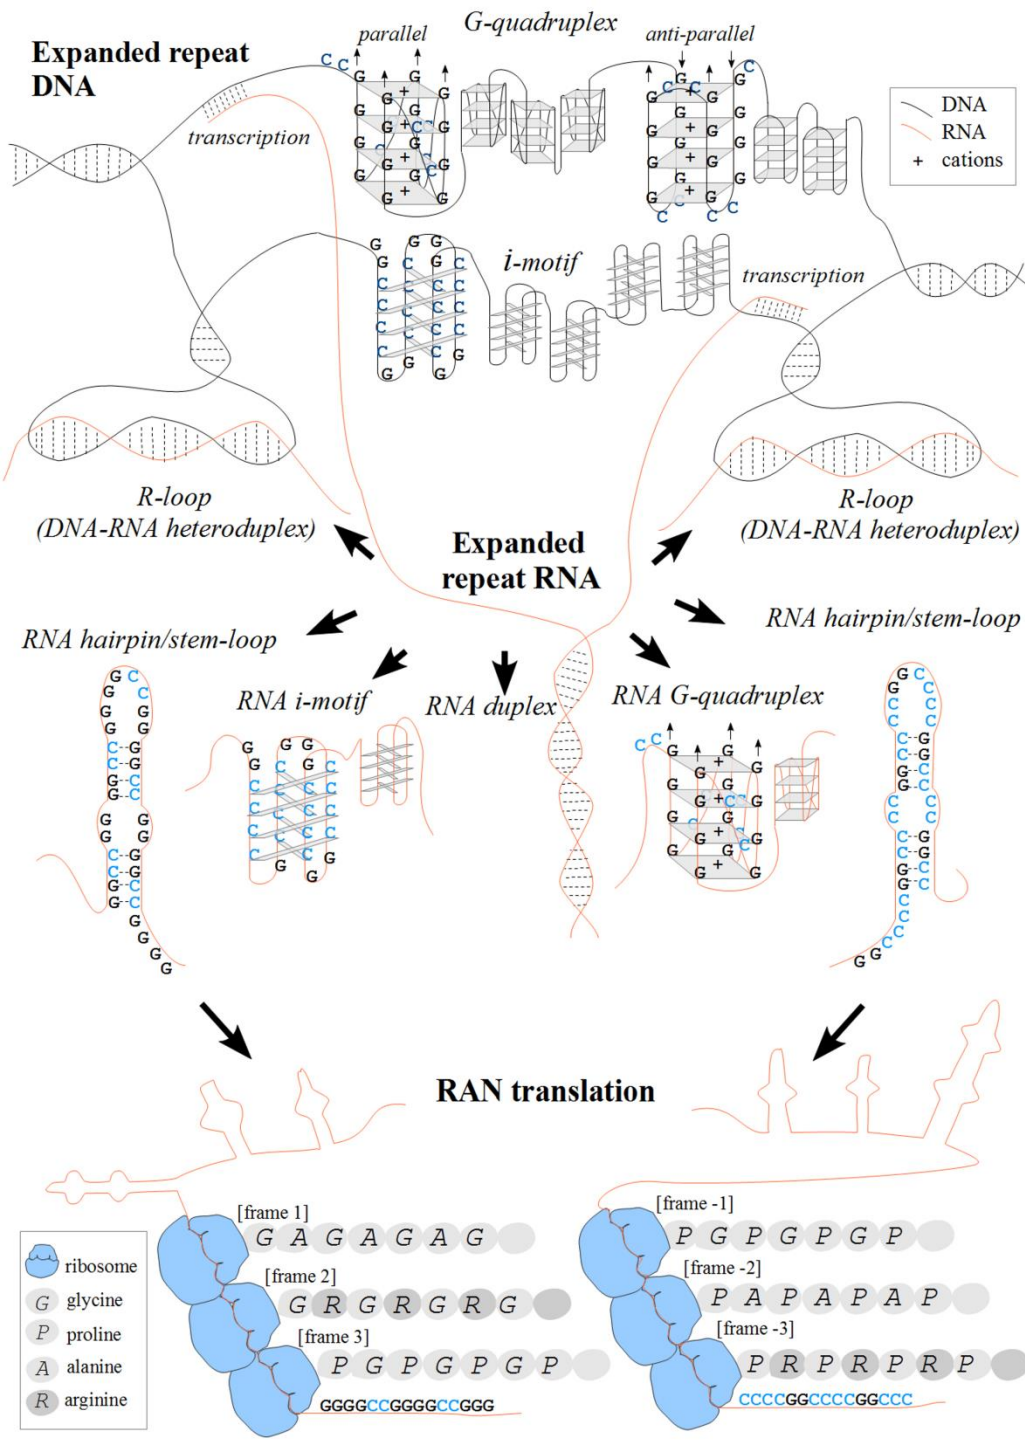 Expanded repeat
DNA
G-quadruplex
parallel
anti-parallel
DNA
RNA
+ cations
transcription
i-motif
transcription
R-loop
(DNA-RNA heteroduplex)
R-loop
(DNA-RNA heteroduplex)
Expanded
repeat RNA
RNA hairpin/stem-loop
RNA hairpin/stem-loop
RNA i-motif
RNA duplex
RNA G-quadruplex
RAN translation
[frame 1]
G A G A G A G
[frame 2]
G R G R G R G
[frame 3]
P G P G P G P
GGGGCCGGGGCCGGG
[frame -1]
P G P G P G P
[frame -2]
P A P A P A P
[frame -3]
P R P R P R P
CCCCGGCCCCGGCCC
ribosome
G glycine
P proline
A alanine
R arginine